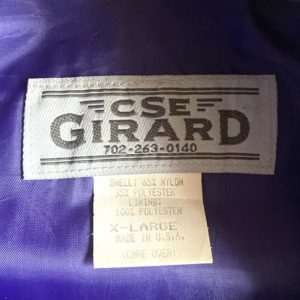 CSE
GIRARD
702-263-0140
SHELL: 65% NYLON
35% POLYESTER
LINING:
100% POLYESTER
X-LARGE
MADE IN U.S.A.
(CARE OVER)